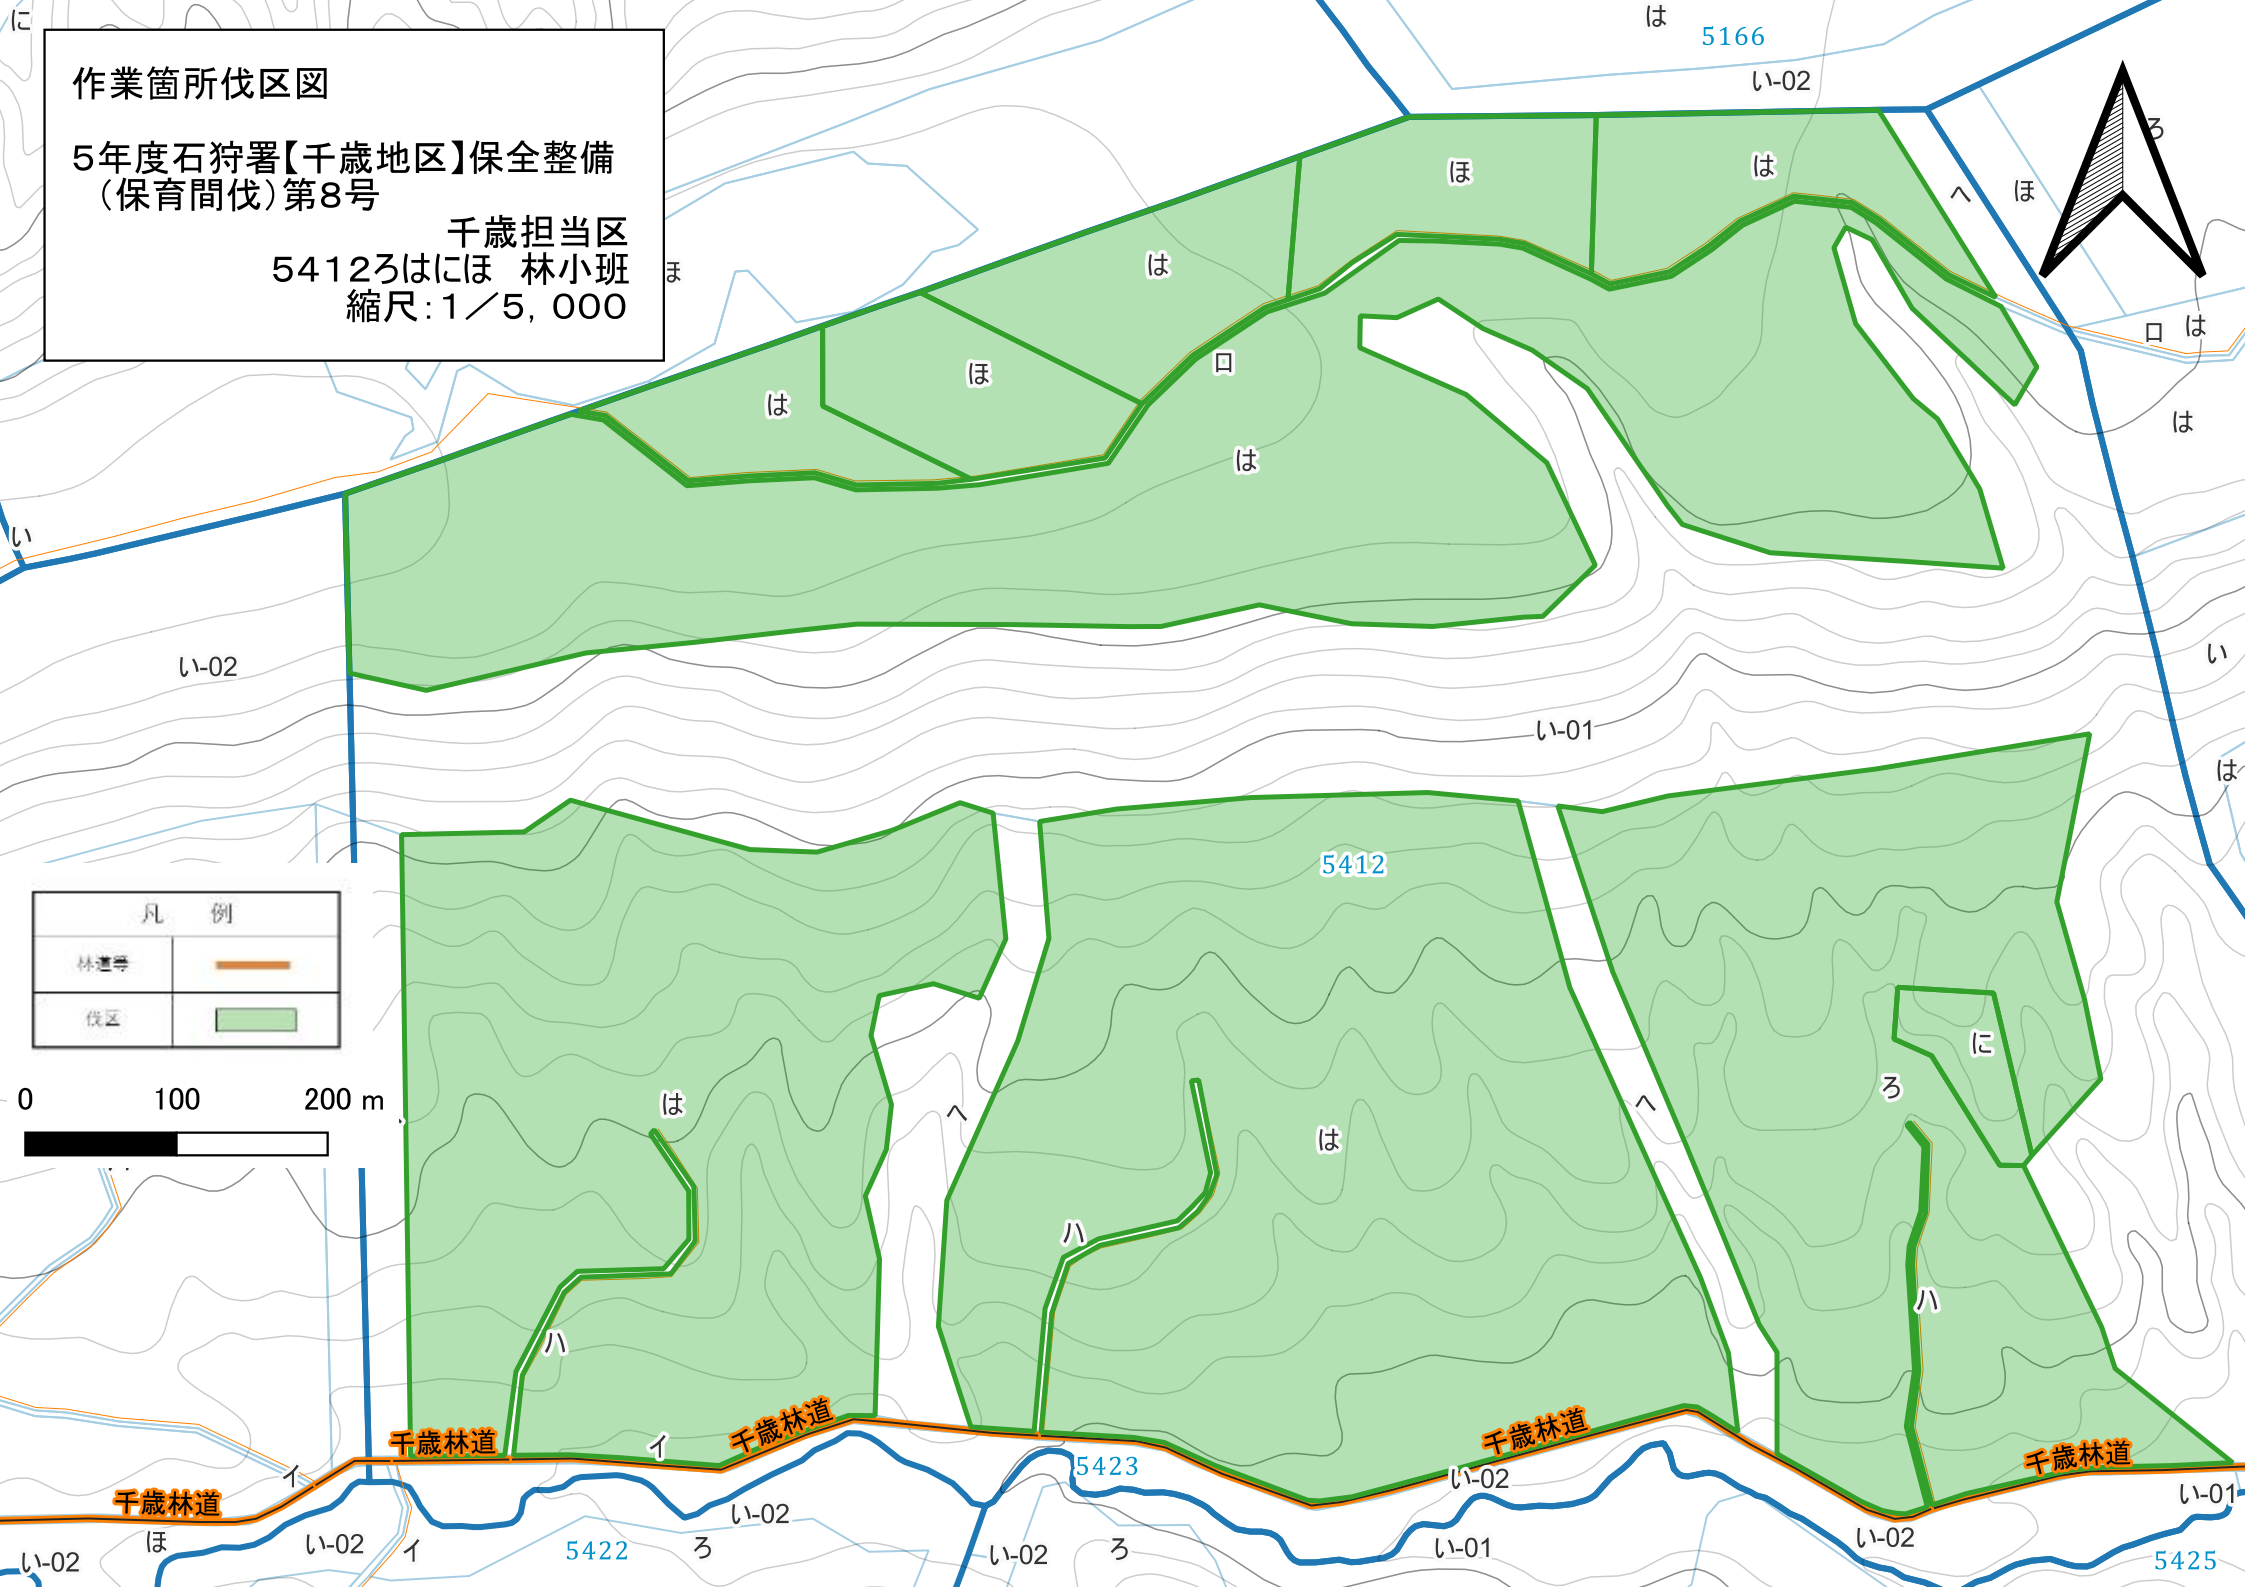 に
は
5166
い-02
作業箇所伐区図
5年度石狩署【千歳地区】保全整備
（保育間伐）第8号
千歳担当区
5412ろはにほ 林小班
縮尺：1／5，000
ろ
ほ
は
へ
ほ
は
ほ
ロ
は
ロ
ほ
は
は
は
い
い-02
い
い-01
は
5412
凡 例
林道等
伐区
0 100 200 m
に
ろ
は
へ
へ
は
ハ
ハ
ハ
千歳林道
千歳林道
千歳林道
千歳林道
千歳林道
イ
イ
5423
い-02
い-01
い-02
ほ
い-02
い-02
イ
5422
ろ
い-02
ろ
い-01
い-02
5425